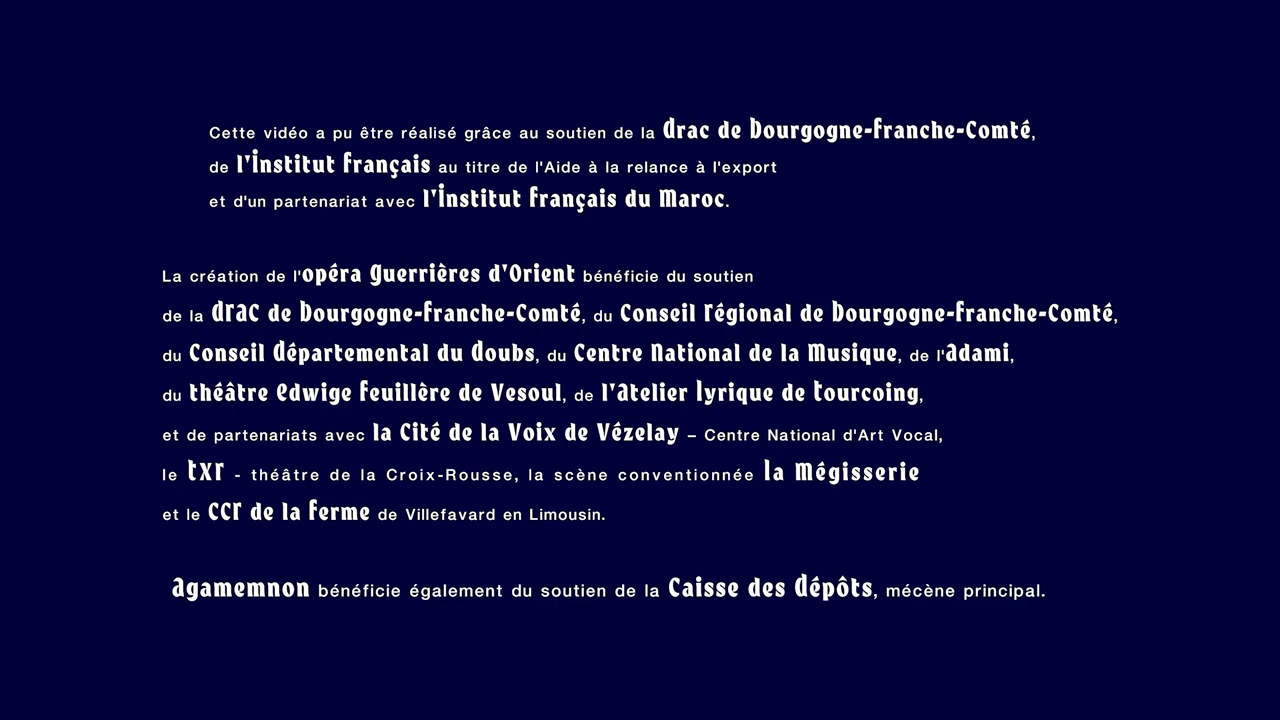 Cette vidéo a pu être réalisé grâce au soutien de la drac de bourgogne-franche-Comté,
de l'institut français au titre de l'Aide à la relance à l'export
et d'un partenariat avec l'institut français du Maroc.
La création de l'opéra guerrières d'Orient bénéficie du soutien
de la drac de bourgogne-franche-Comté, du Conseil régional de bourgogne-franche-Comté,
du Conseil départemental du doubs, du Centre National de la Musique, de l'adami,
du théâtre edwige feuillère de Vesoul, de l'atelier lyrique de tourcoing,
et de partenariats avec la Cité de la Voix de Vézelay – Centre National d'Art Vocal,
le txr - théâtre de la Croix-Rousse, la scène conventionnée la Mégisserie
et le ccr de la ferme de Villefavard en Limousin.
agamemnon bénéficie également du soutien de la Caisse des dépôts, mécène principal.